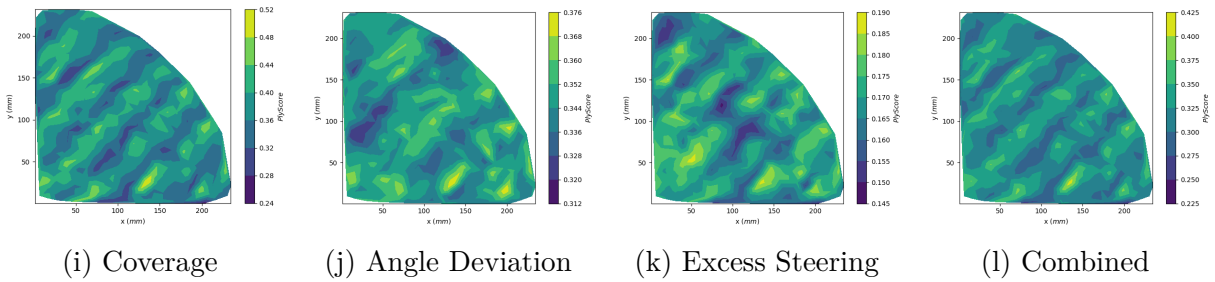 0.52
0.48
0.44
0.40
0.36
0.32
0.28
0.24
PlyScore
200
150
100
50
y (mm)
50 100 150 200
x (mm)
(i) Coverage
0.376
0.368
0.360
0.352
0.344
0.336
0.328
0.320
0.312
PlyScore
200
150
100
50
y (mm)
50 100 150 200
x (mm)
(j) Angle Deviation
0.190
0.185
0.180
0.175
0.170
0.165
0.160
0.155
0.150
0.145
PlyScore
200
150
100
50
y (mm)
50 100 150 200
x (mm)
(k) Excess Steering
0.425
0.400
0.375
0.350
0.325
0.300
0.275
0.250
0.225
PlyScore
200
150
100
50
y (mm)
50 100 150 200
x (mm)
(l) Combined